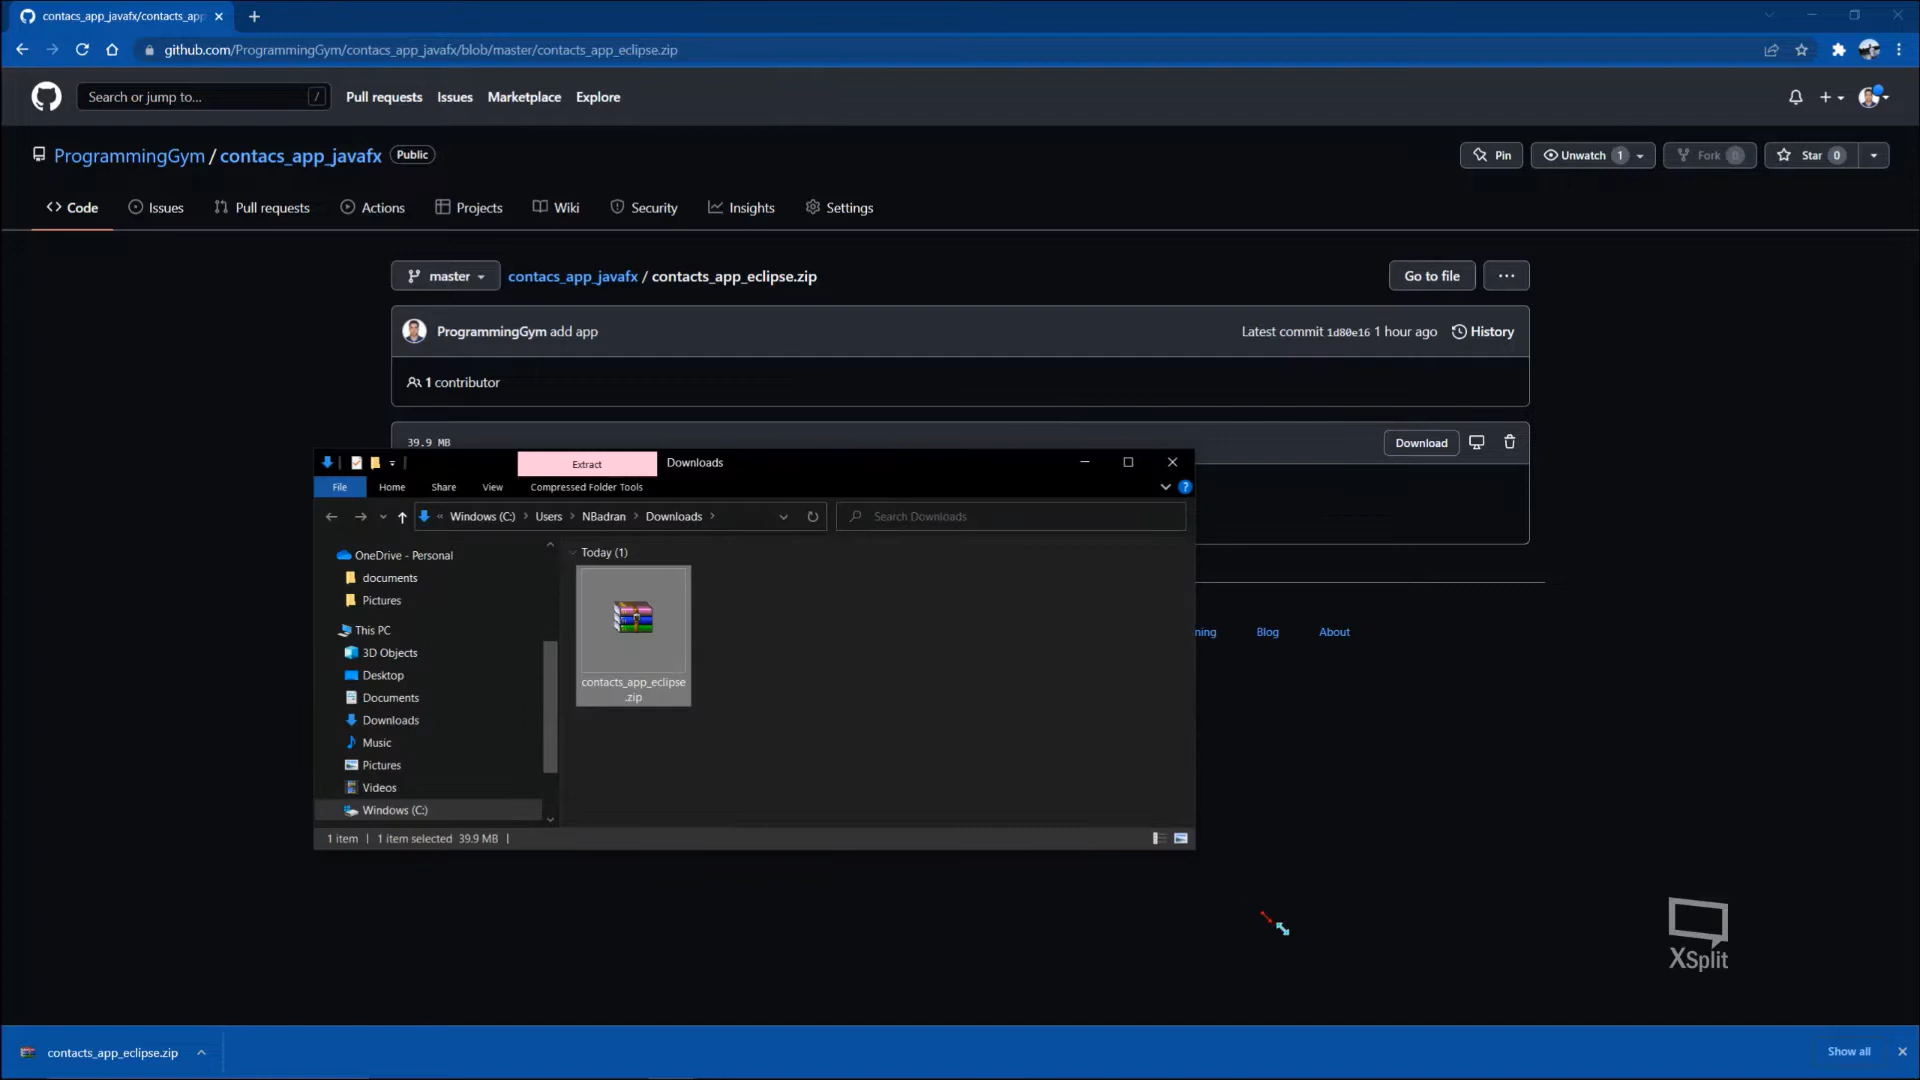 contacs_app_javafx/contacts_app
github.com/ProgrammingGym/contacs_app_javafx/blob/master/contacts_app_eclipse.zip
Search or jump to... /
Pull requests Issues Marketplace Explore
ProgrammingGym / contacs_app_javafx Public
Pin Unwatch 1 Fork 0 Star 0
Code Issues Pull requests Actions Projects Wiki Security Insights Settings
master contacs_app_javafx / contacts_app_eclipse.zip Go to file ...
ProgrammingGym add app Latest commit 1d80e16 1 hour ago History
1 contributor
39.9 MB Download
Extract Downloads
File Home Share View Compressed Folder Tools
« Windows (C:) › Users › NBadran › Downloads › Search Downloads
OneDrive - Personal
documents
Pictures
This PC
3D Objects
Desktop
Documents
Downloads
Music
Pictures
Videos
Windows (C:)
Today (1)
contacts_app_eclipse
.zip
1 item | 1 item selected 39.9 MB |
ning Blog About
XSplit
contacts_app_eclipse.zip Show all